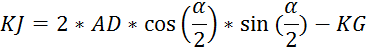 KJ = 2 * AD * cos (α/2) * sin (α/2) − KG